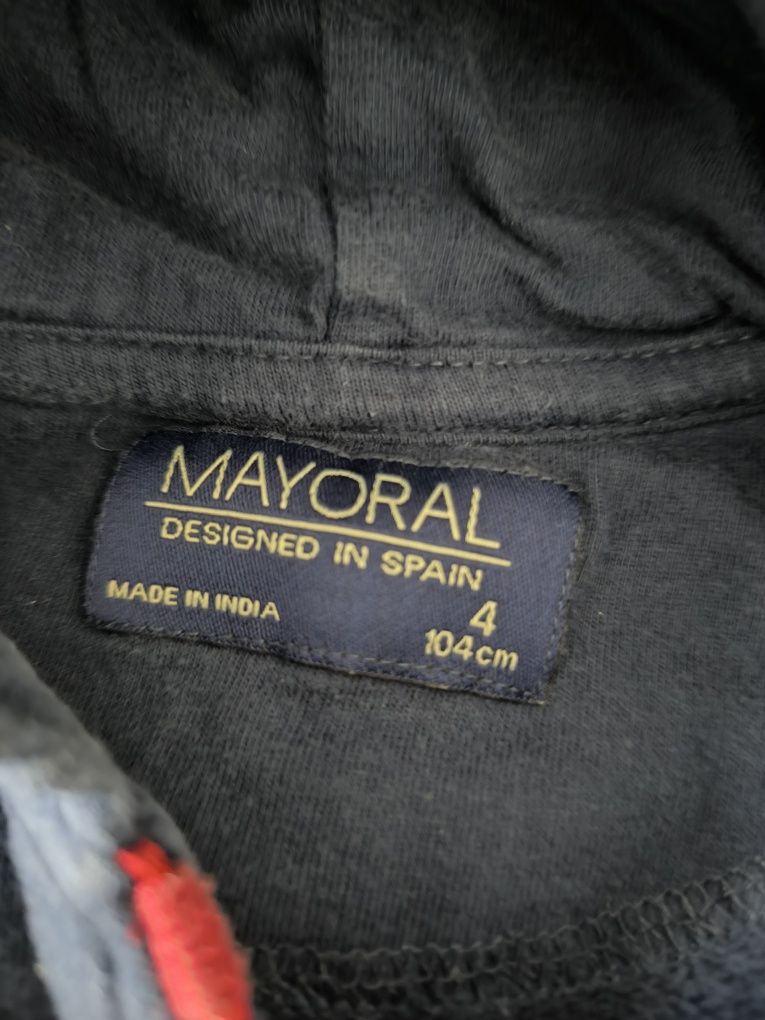 MAYORAL
DESIGNED IN SPAIN
MADE IN INDIA
4
104cm